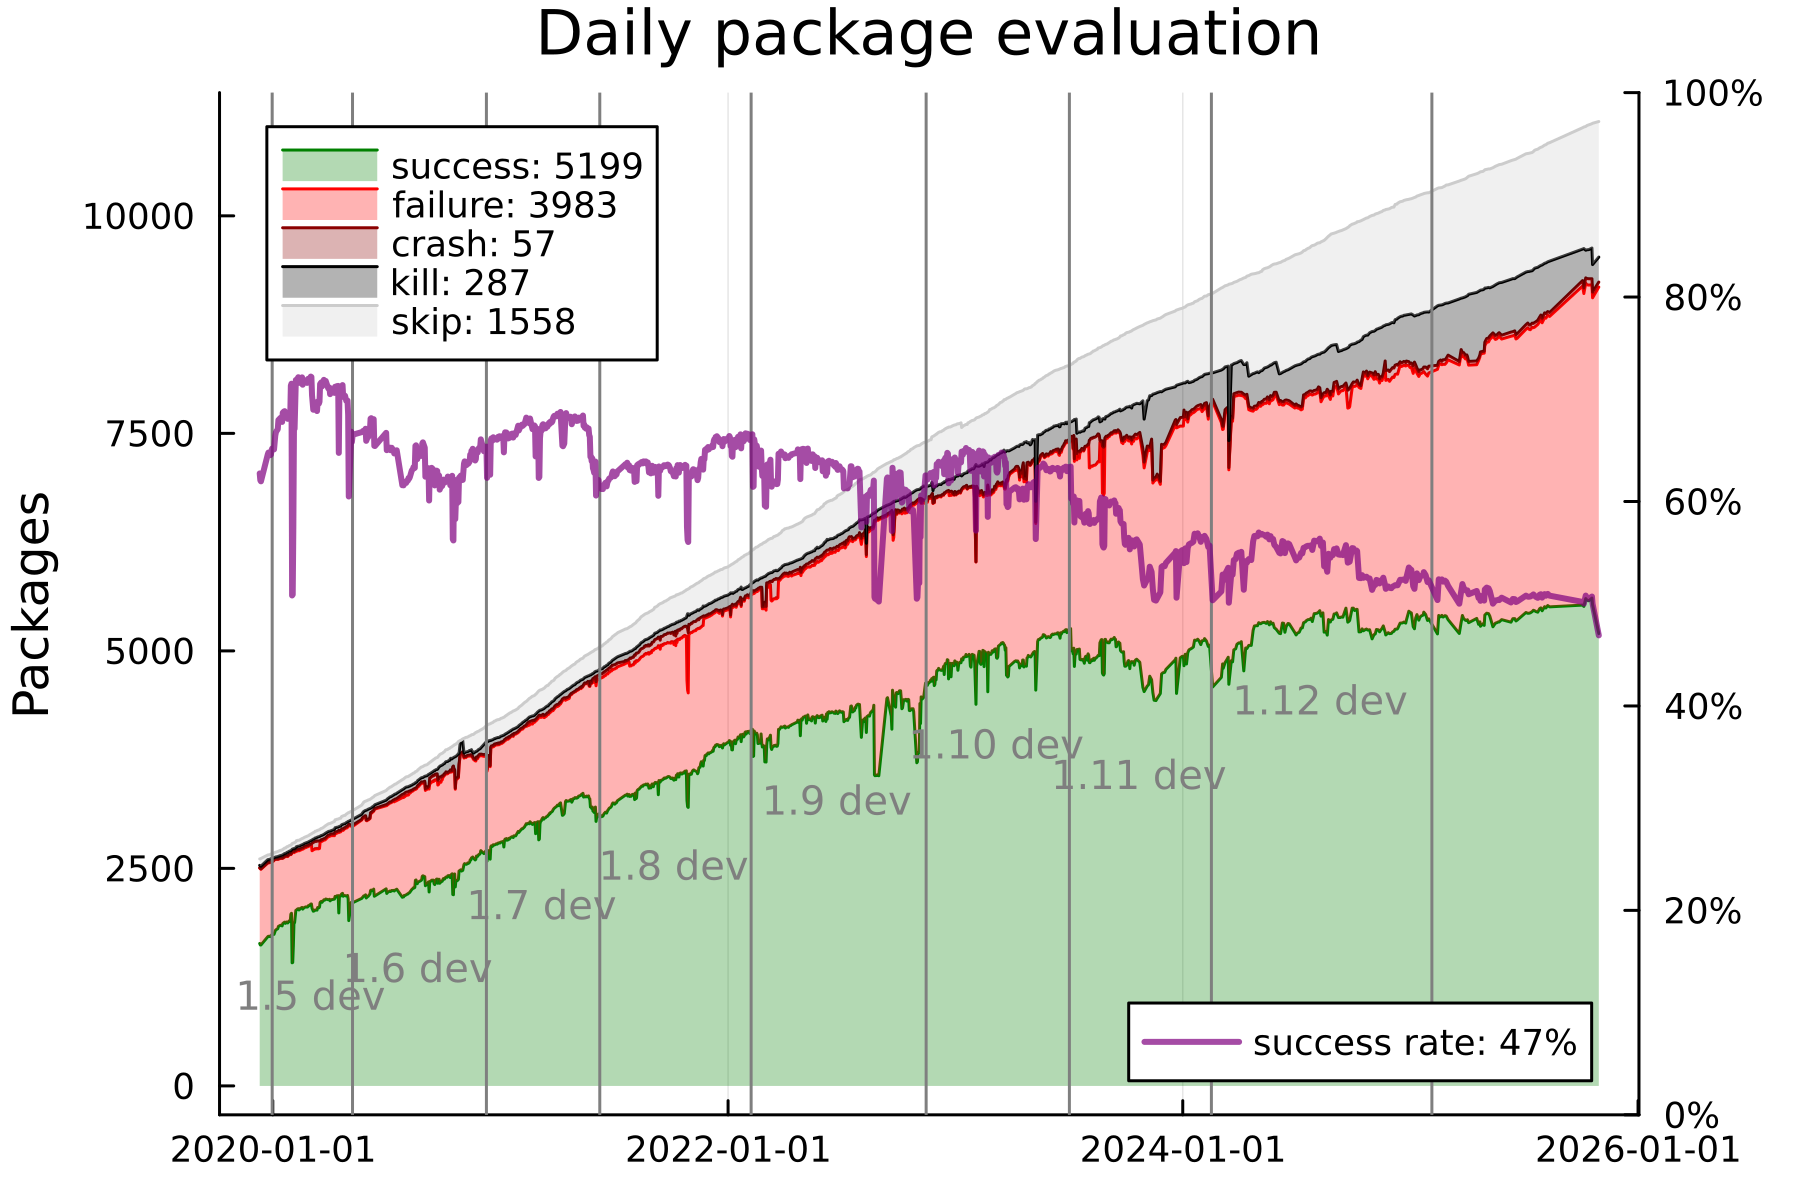 Daily package evaluation
success: 5199
failure: 3983
crash: 57
kill: 287
skip: 1558
Packages
10000
7500
5000
2500
0
100%
80%
60%
40%
20%
0%
1.5 dev
1.6 dev
1.7 dev
1.8 dev
1.9 dev
1.10 dev
1.11 dev
1.12 dev
success rate: 47%
2020-01-01
2022-01-01
2024-01-01
2026-01-01